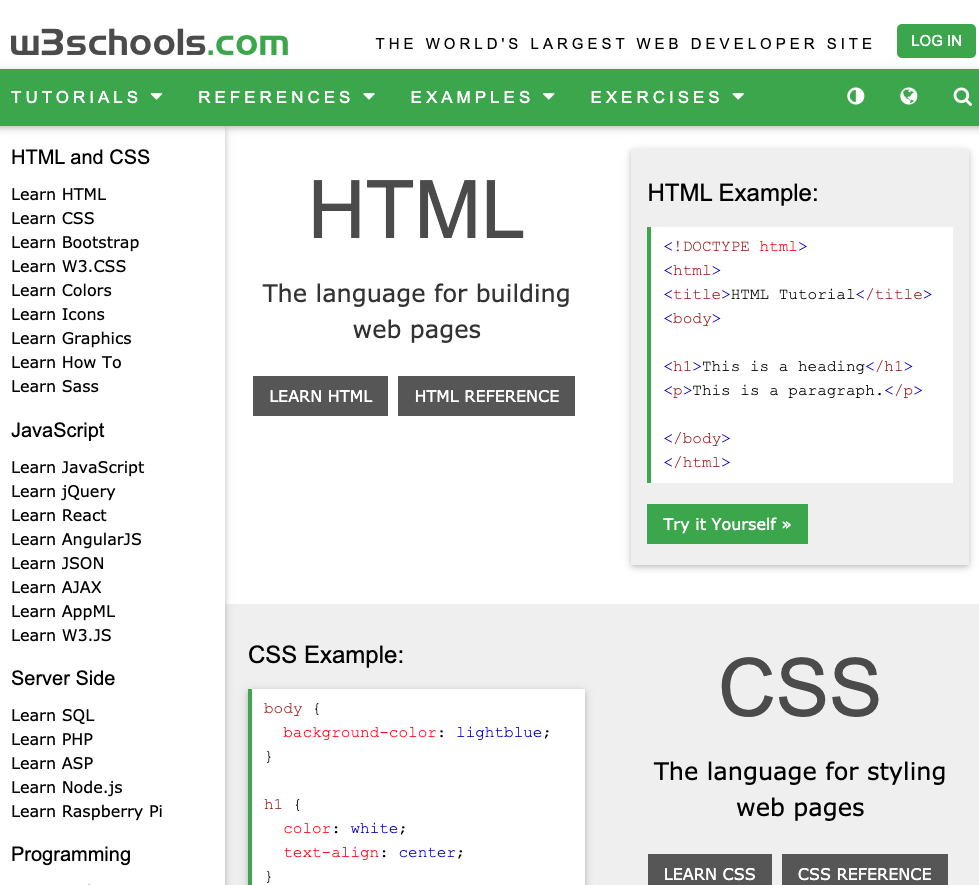 w3schools.com
THE WORLD'S LARGEST WEB DEVELOPER SITE
LOG IN
TUTORIALS REFERENCES EXAMPLES EXERCISES
HTML and CSS
Learn HTML
Learn CSS
Learn Bootstrap
Learn W3.CSS
Learn Colors
Learn Icons
Learn Graphics
Learn How To
Learn Sass
JavaScript
Learn JavaScript
Learn jQuery
Learn React
Learn AngularJS
Learn JSON
Learn AJAX
Learn AppML
Learn W3.JS
Server Side
Learn SQL
Learn PHP
Learn ASP
Learn Node.js
Learn Raspberry Pi
Programming
HTML
The language for building
web pages
LEARN HTML HTML REFERENCE
HTML Example:
<!DOCTYPE html>
<html>
<title>HTML Tutorial</title>
<body>
<h1>This is a heading</h1>
<p>This is a paragraph.</p>
</body>
</html>
Try it Yourself »
CSS Example:
body {
background-color: lightblue;
}
h1 {
color: white;
text-align: center;
}
CSS
The language for styling
web pages
LEARN CSS CSS REFERENCE